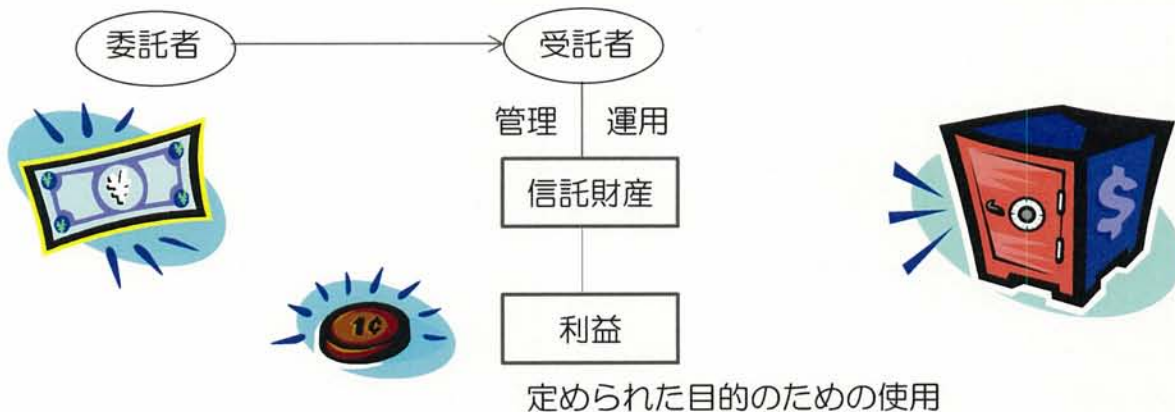 委託者
受託者
管理
運用
信託財産
利益
1¢
$
定められた目的のための使用